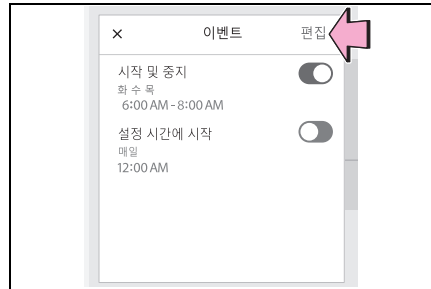 × 이벤트 편집
시작 및 중지
화 수 목
6:00 AM - 8:00 AM
설정 시간에 시작
매일
12:00 AM